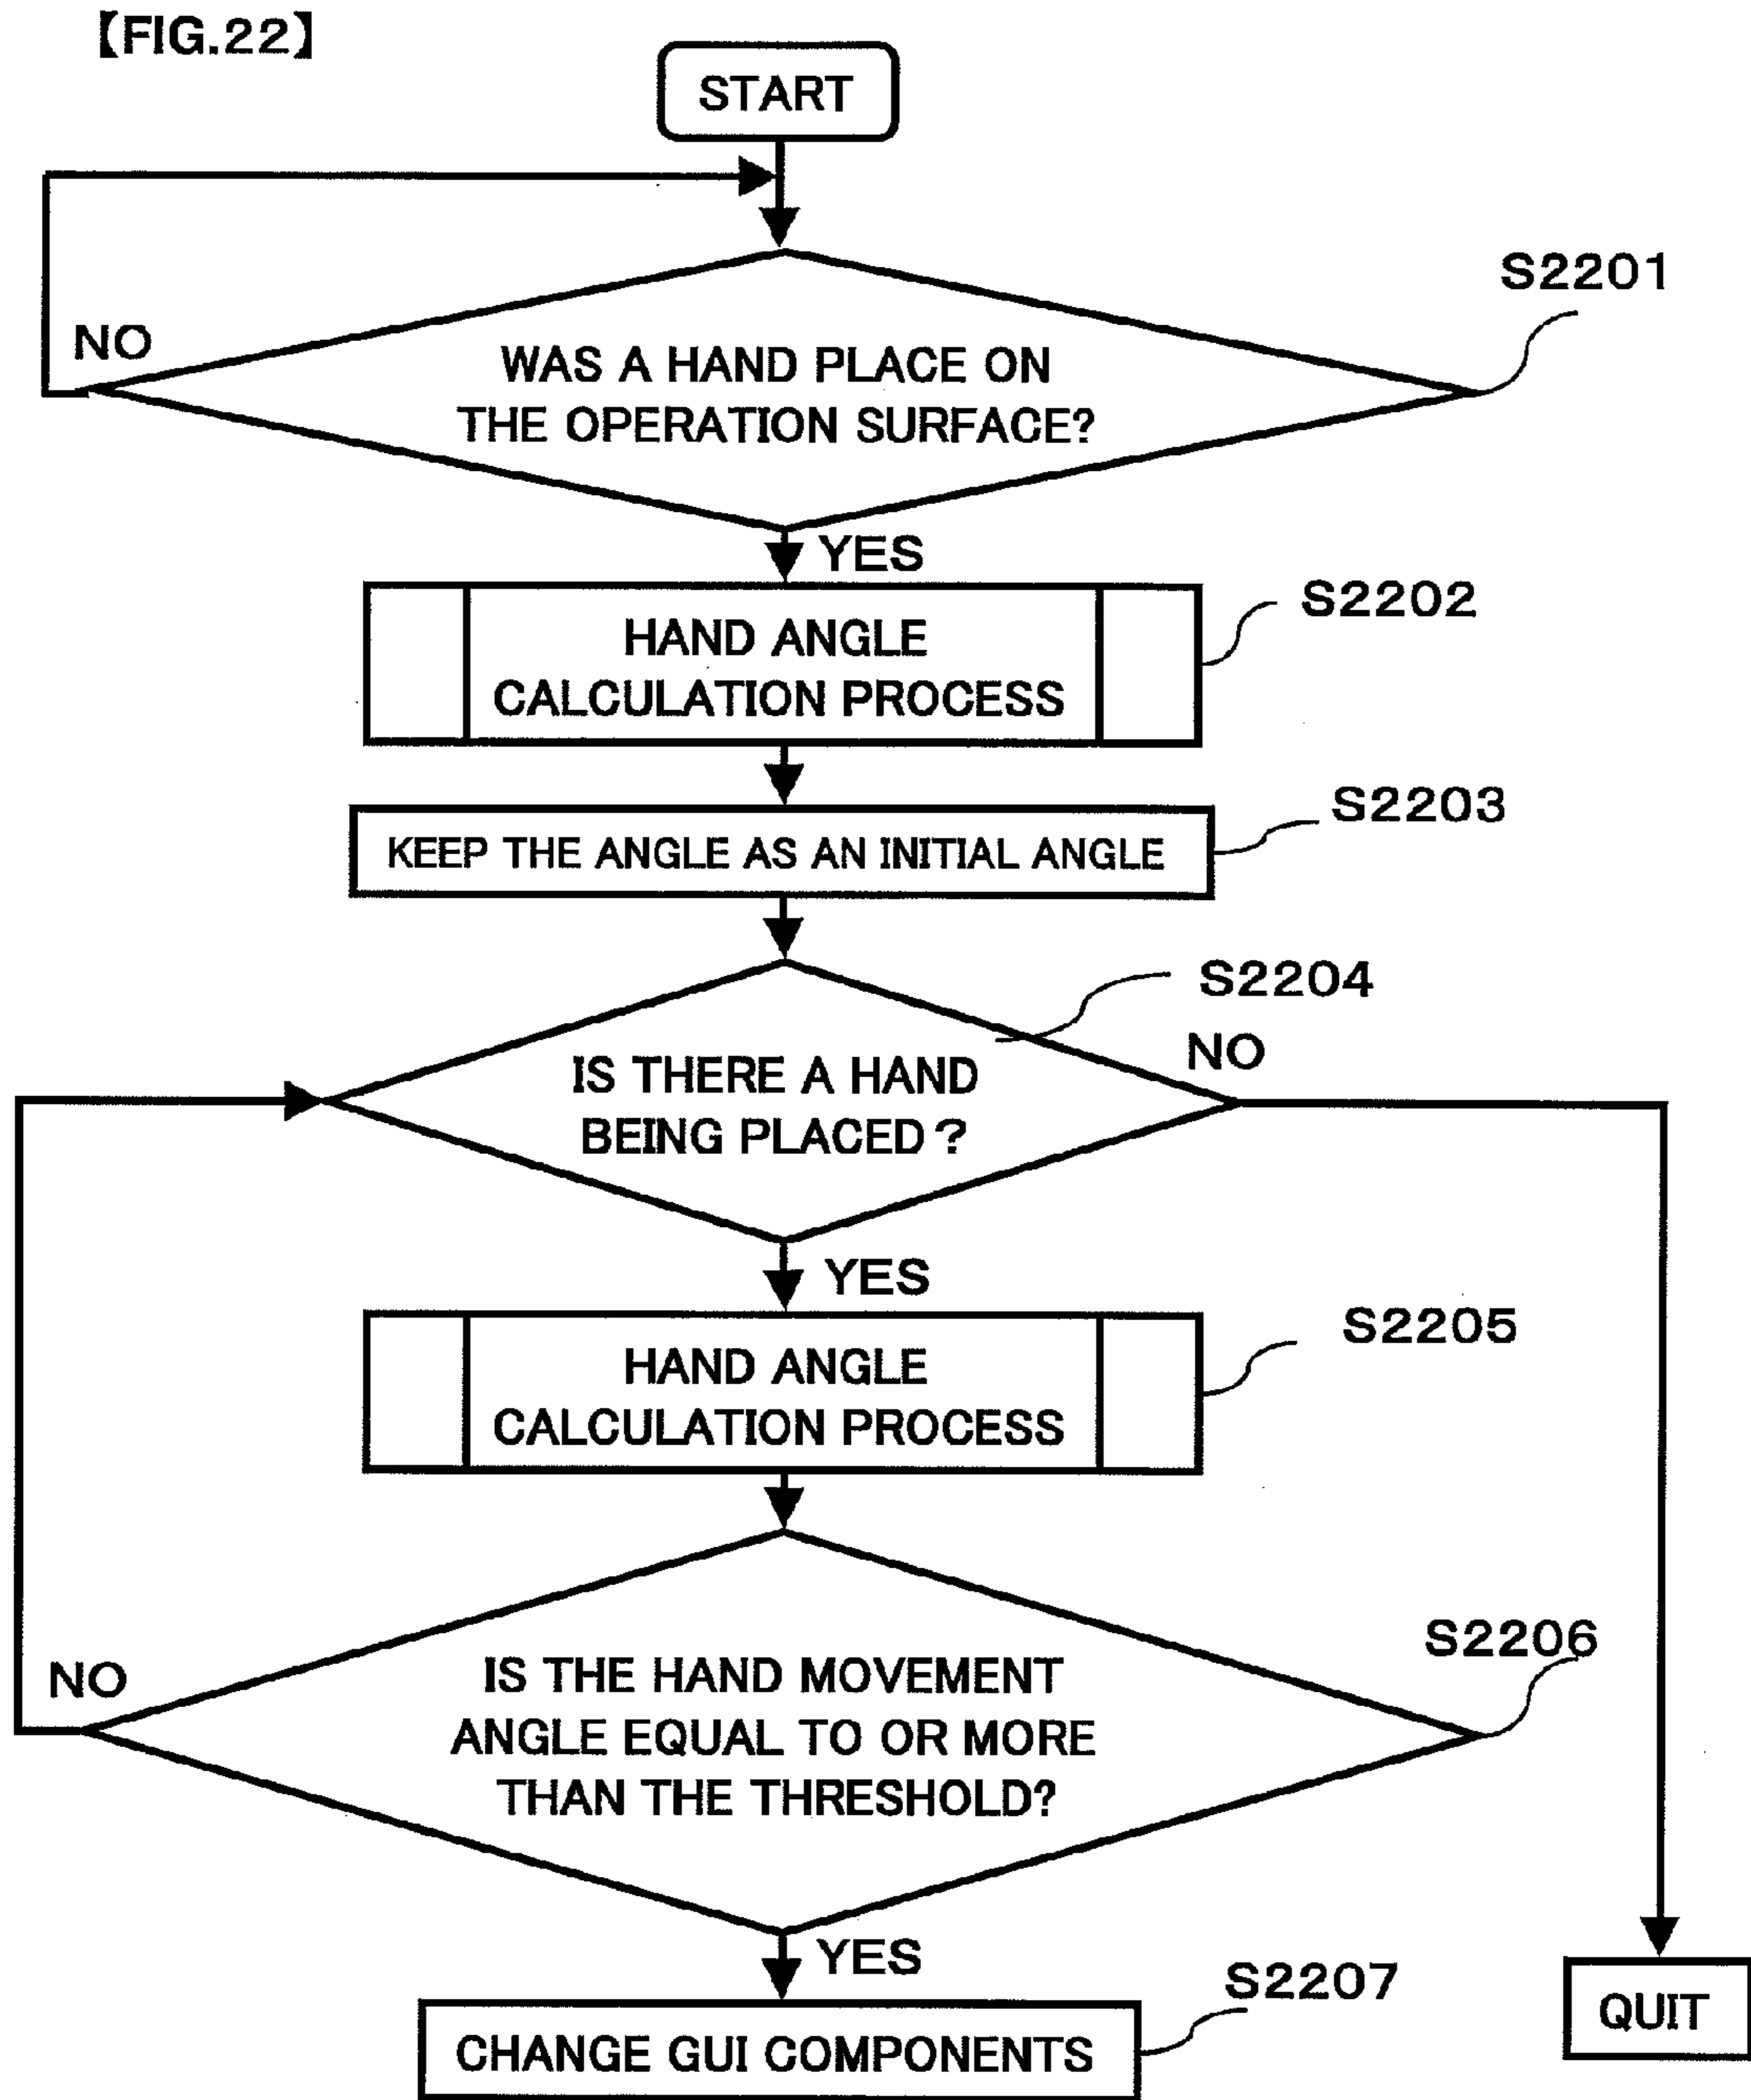 【FIG.22】
START
S2201
NO
WAS A HAND PLACE ON
THE OPERATION SURFACE?
YES
S2202
HAND ANGLE
CALCULATION PROCESS
S2203
KEEP THE ANGLE AS AN INITIAL ANGLE
S2204
NO
IS THERE A HAND
BEING PLACED?
YES
S2205
HAND ANGLE
CALCULATION PROCESS
S2206
NO
IS THE HAND MOVEMENT
ANGLE EQUAL TO OR MORE
THAN THE THRESHOLD?
YES
S2207
CHANGE GUI COMPONENTS
QUIT